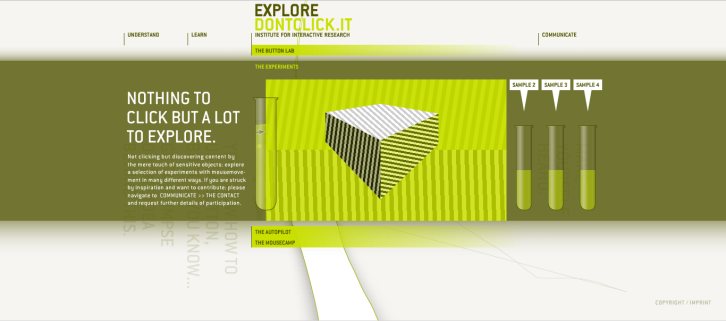 EXPLORE
DONTCLICK.IT
UNDERSTAND
LEARN
INSTITUTE FOR INTERACTIVE RESEARCH
COMMUNICATE
THE BUTTON LAB
THE EXPERIMENTS
NOTHING TO
CLICK BUT A LOT
TO EXPLORE.
Not clicking but discovering content by
the mere touch of sensitive objects: explore
a selection of experiments with mousemove-
ment in many different ways. If you are struck
by inspiration and want to contribute, please
navigate to COMMUNICATE >> THE CONTACT
and request further details of participation.
SAMPLE 2
SAMPLE 3
SAMPLE 4
HOW TO
YOU KNOW...
THE AUTOPILOT
THE MOUSECAMP
COPYRIGHT / IMPRINT